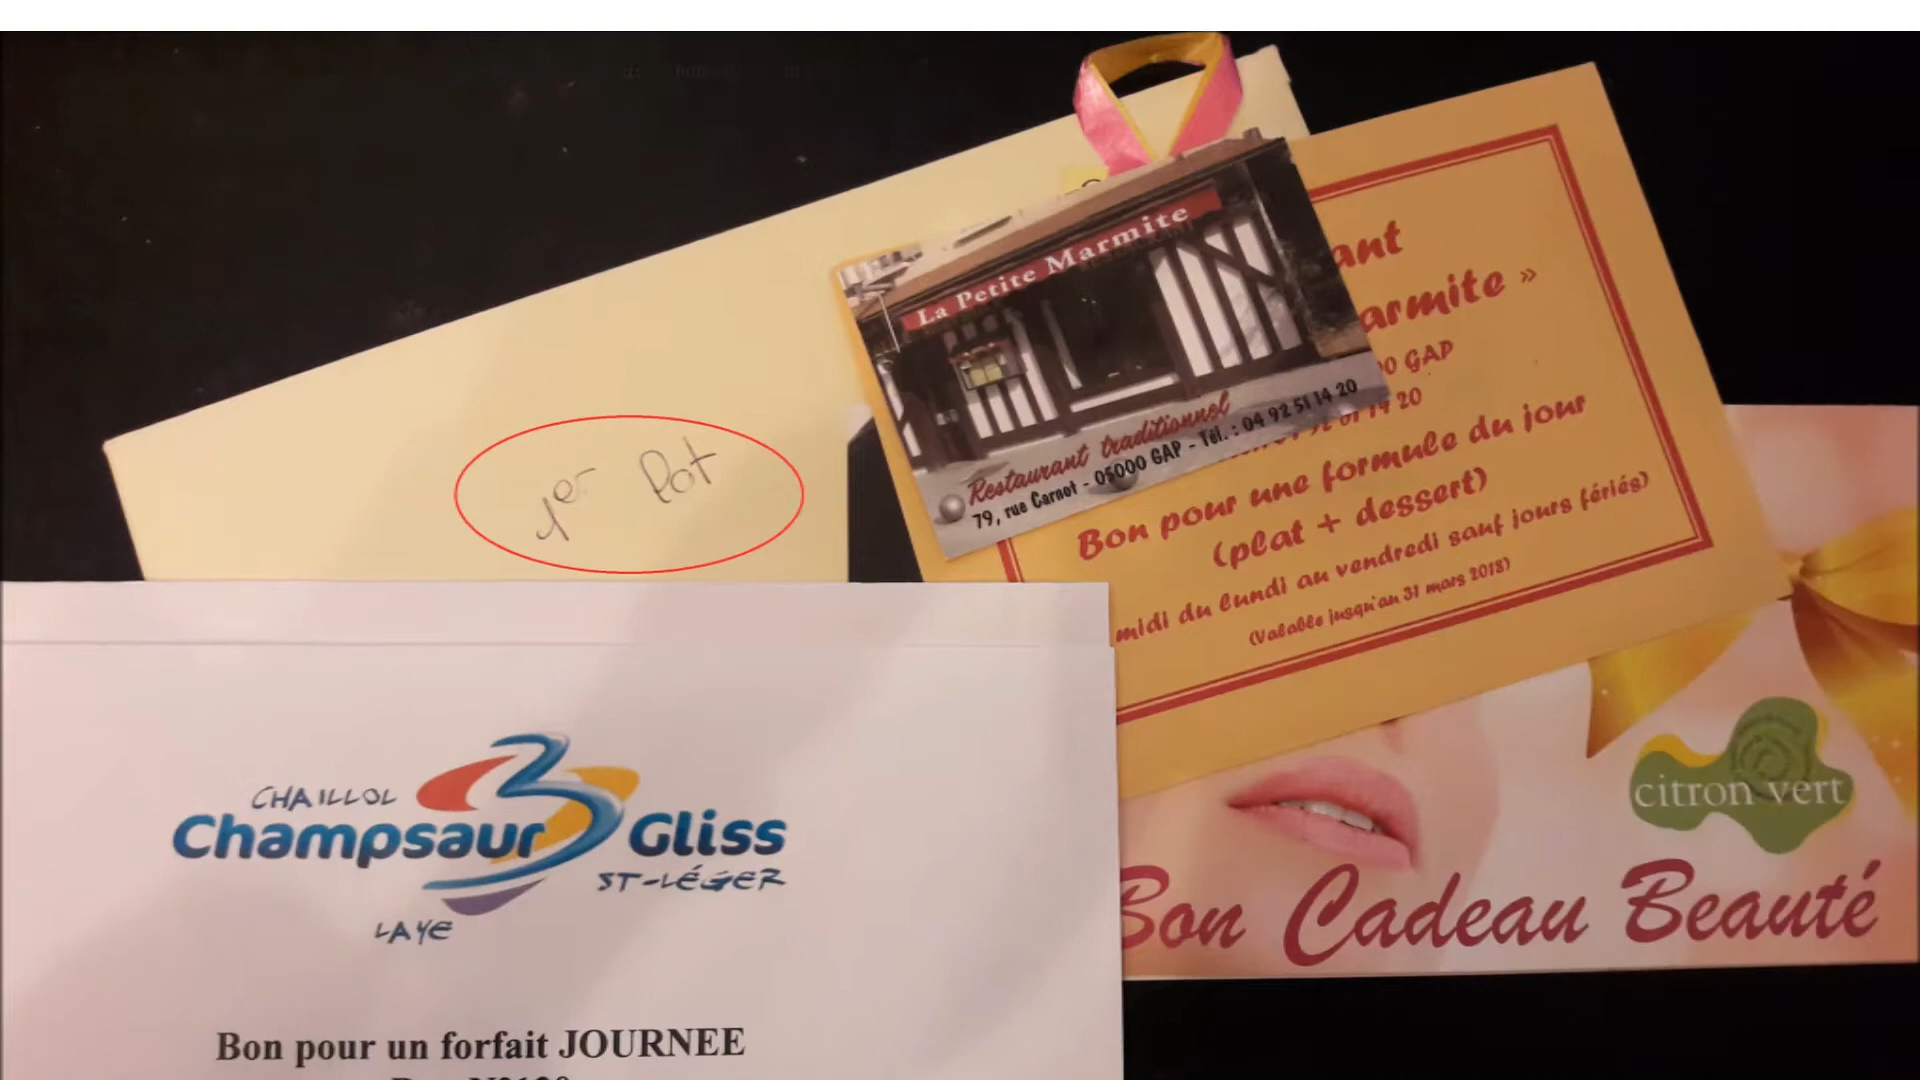 1er Lot
La Petite Marmite
Restaurant traditionnel
79, rue Carnot - 05000 GAP - Tél. : 04 92 51 14 20
armite »
GAP
14 20
Bon pour une formule du jour
(plat + dessert)
midi du lundi au vendredi sauf jours fériés)
(Valable jusqu'au 31 mars 2018)
citron vert
Bon Cadeau Beauté
CHAILLOL
Champsaur 3 Gliss
ST-LÉGER
LAYE
Bon pour un forfait JOURNEE